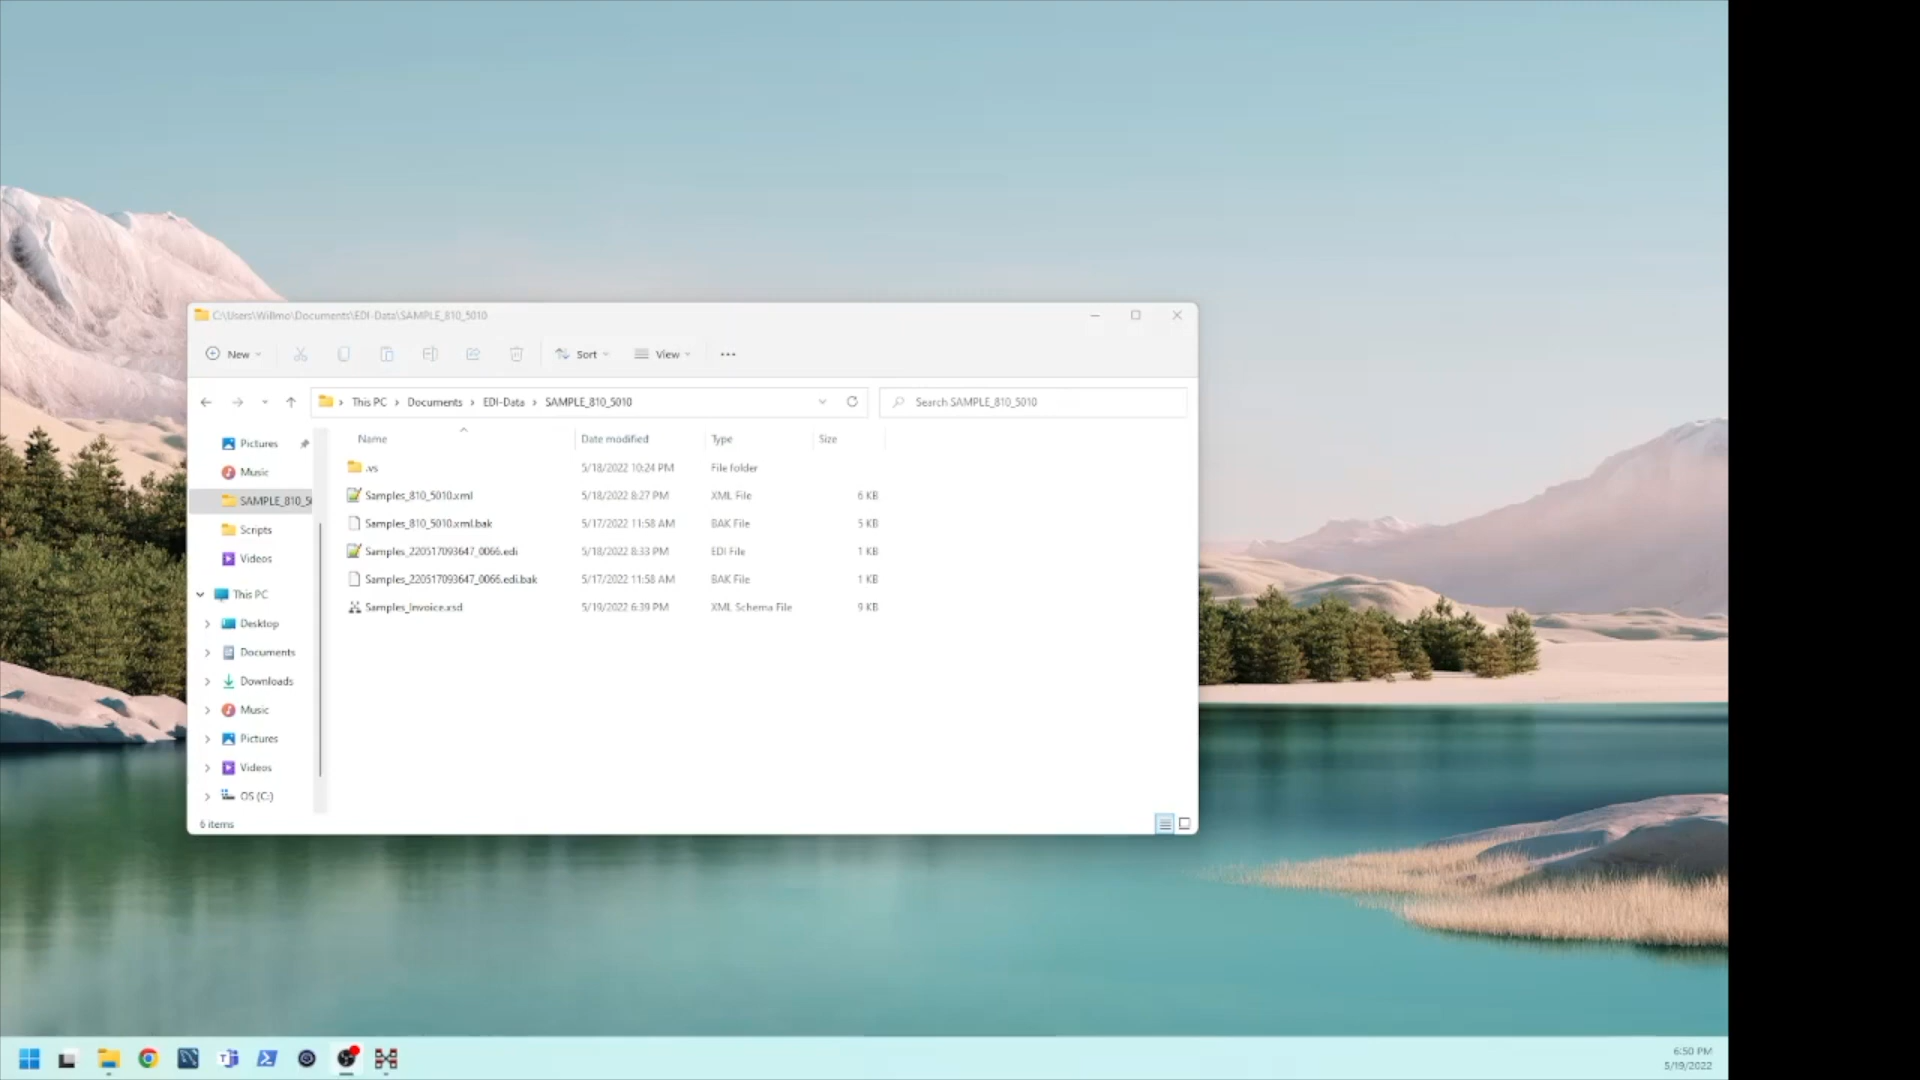 C:\Users\Willmo\Documents\EDI-Data\SAMPLE_810_5010
New
Sort
View
This PC
Documents
EDI-Data
SAMPLE_810_5010
Search SAMPLE_810_5010
Name Date modified Type Size
.vs 5/18/2022 10:24 PM File folder
Samples_810_5010.xml 5/18/2022 8:27 PM XML File 6 KB
Samples_810_5010.xml.bak 5/17/2022 11:58 AM BAK File 5 KB
Samples_220517093647_0066.edi 5/18/2022 8:33 PM EDI File 1 KB
Samples_220517093647_0066.edi.bak 5/17/2022 11:58 AM BAK File 1 KB
Samples_Invoice.xsd 5/19/2022 6:39 PM XML Schema File 9 KB
Pictures
Music
SAMPLE_810_5
Scripts
Videos
This PC
Desktop
Documents
Downloads
Music
Pictures
Videos
OS (C:)
6 items
6:50 PM
5/19/2022